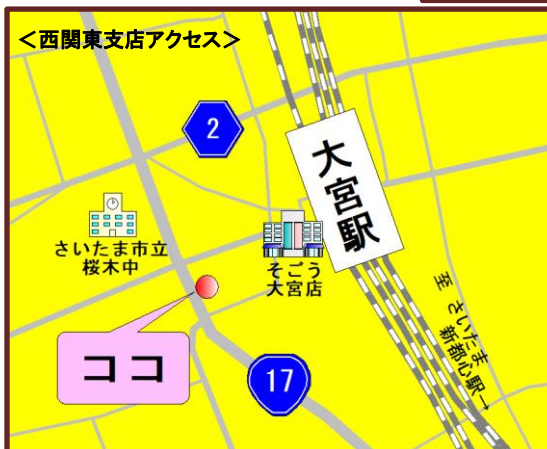 ＜西関東支店アクセス＞
2
大宮駅
さいたま市立
桜木中
そごう
大宮店
至 さいたま
新都心駅→
ココ
17